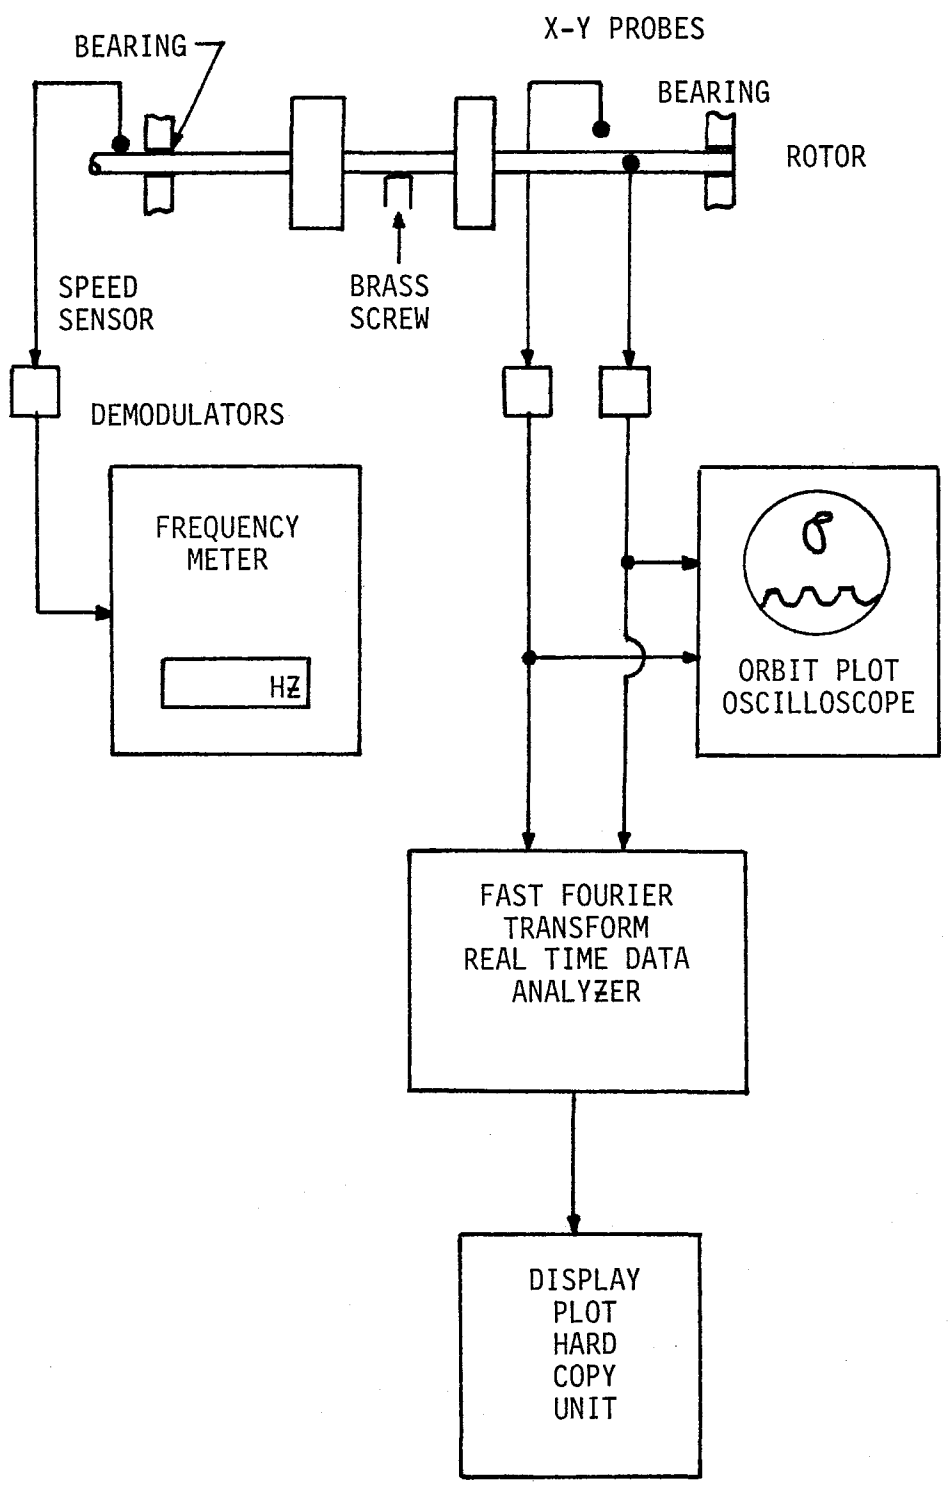 X-Y PROBES
BEARING
BEARING
ROTOR
SPEED
SENSOR
BRASS
SCREW
DEMODULATORS
FREQUENCY
METER
HZ
ORBIT PLOT
OSCILLOSCOPE
FAST FOURIER
TRANSFORM
REAL TIME DATA
ANALYZER
DISPLAY
PLOT
HARD
COPY
UNIT